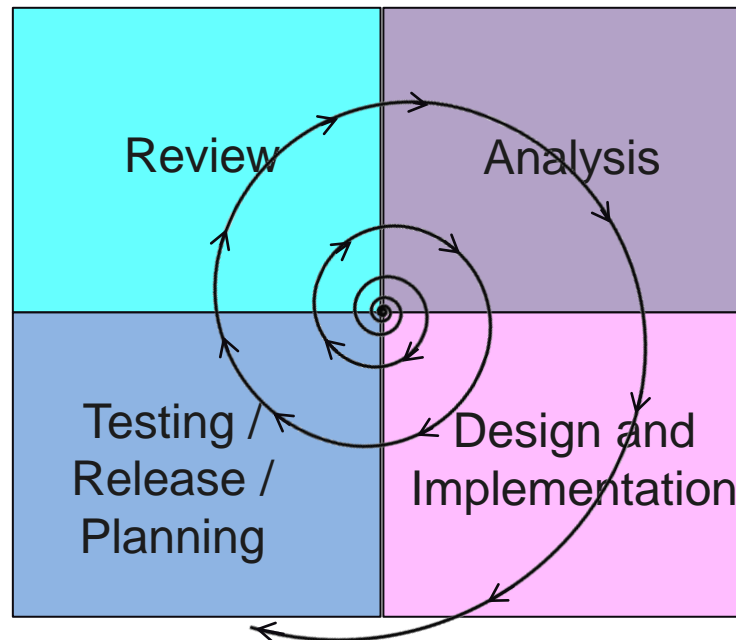 Review
Analysis
Testing /
Release /
Planning
Design and
Implementation